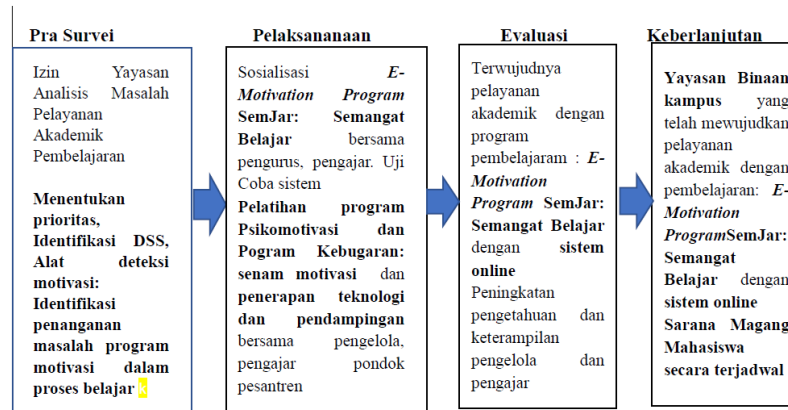 Pra Survei
Izin Yayasan
Analisis Masalah
Pelayanan
Akademik
Pembelajaran
Menentukan
prioritas,
Identifikasi DSS,
Alat deteksi
motivasi:
Identifikasi
penanganan
masalah program
motivasi dalam
proses belajar k
Pelaksananaan
Sosialisasi E-
Motivation Program
SemJar: Semangat
Belajar bersama
pengurus, pengajar. Uji
Coba sistem
Pelatihan program
Psikomotivasi dan
Pogram Kebugaran:
senam motivasi dan
penerapan teknologi
dan pendampingan
bersama pengelola,
pengajar pondok
pesantren
Evaluasi
Terwujudnya
pelayanan
akademik dengan
program
pembelajaram : E-
Motivation
Program SemJar:
Semangat Belajar
dengan sistem
online
Peningkatan
pengetahuan dan
keterampilan
pengelola dan
pengajar
Keberlanjutan
Yayasan Binaan
kampus yang
telah mewujudkan
pelayanan
akademik dengan
pembelajaran: E-
Motivation
ProgramSemJar:
Semangat
Belajar dengan
sistem online
Sarana Magang
Mahasiswa
secara terjadwal